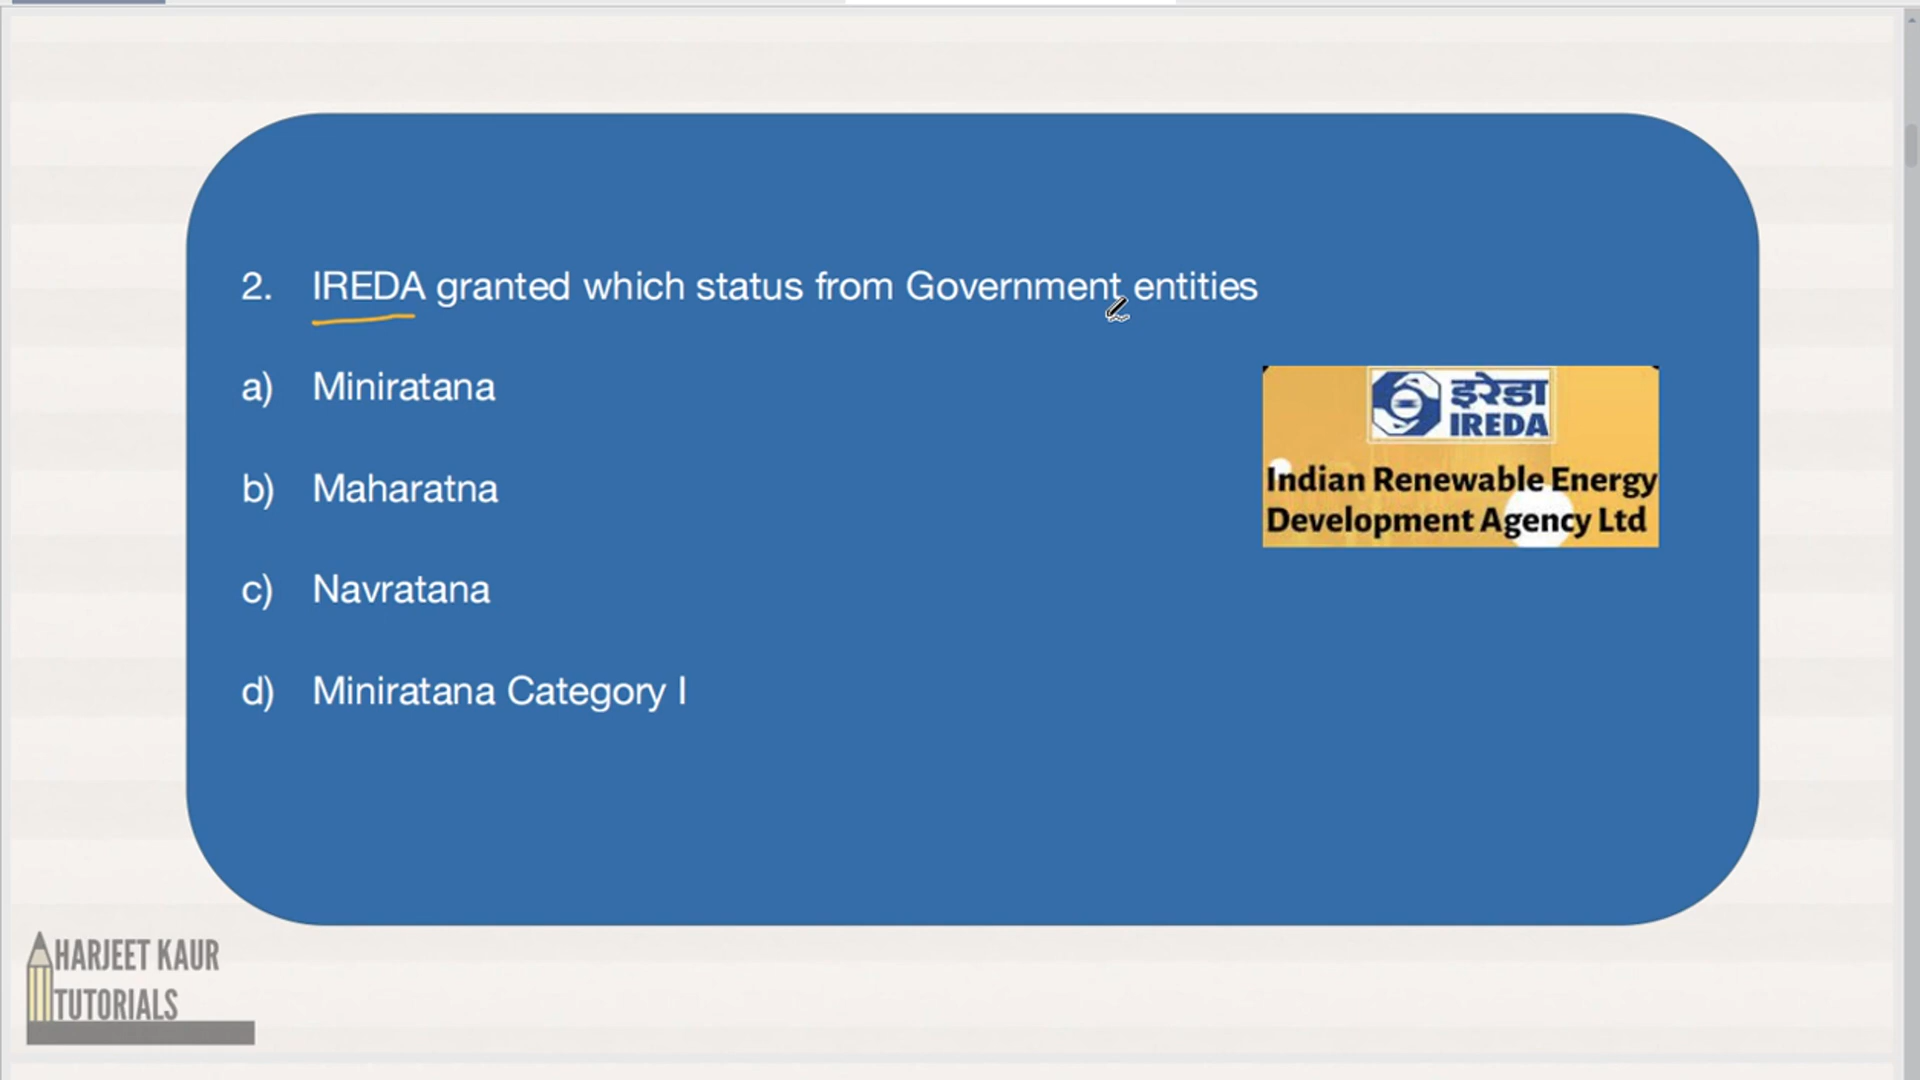 2. IREDA granted which status from Government entities
a) Miniratana
b) Maharatna
c) Navratana
d) Miniratana Category I
इरेडा
IREDA
Indian Renewable Energy
Development Agency Ltd
HARJEET KAUR
TUTORIALS